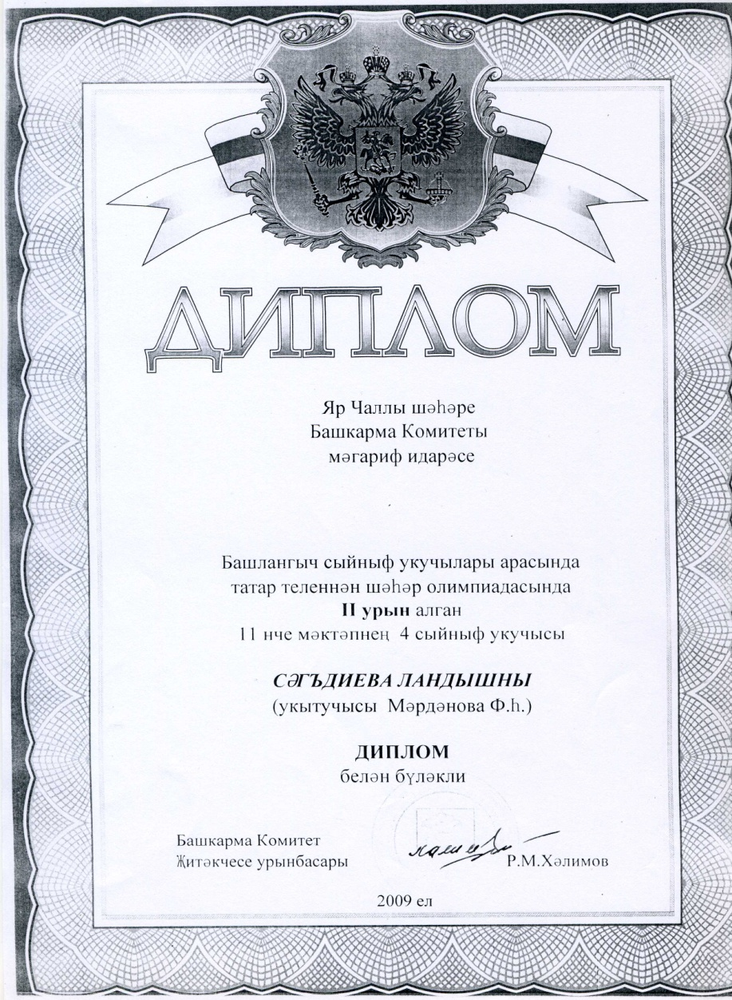 ДИПЛОМ
Яр Чаллы шәһәре
Башкарма Комитеты
мәгариф идарәсе
Башлангыч сыйныф укучылары арасында
татар теленнән шәһәр олимпиадасында
II урын алган
11 нче мәктәпнең 4 сыйныф укучысы
СӘГЪДИЕВА ЛАНДЫШНЫ
(укытучысы Мәрдәнова Ф.һ.)
ДИПЛОМ
белән бүләкли
Башкарма Комитет
Җитәкчесе урынбасары
Р.М.Хәлимов
2009 ел